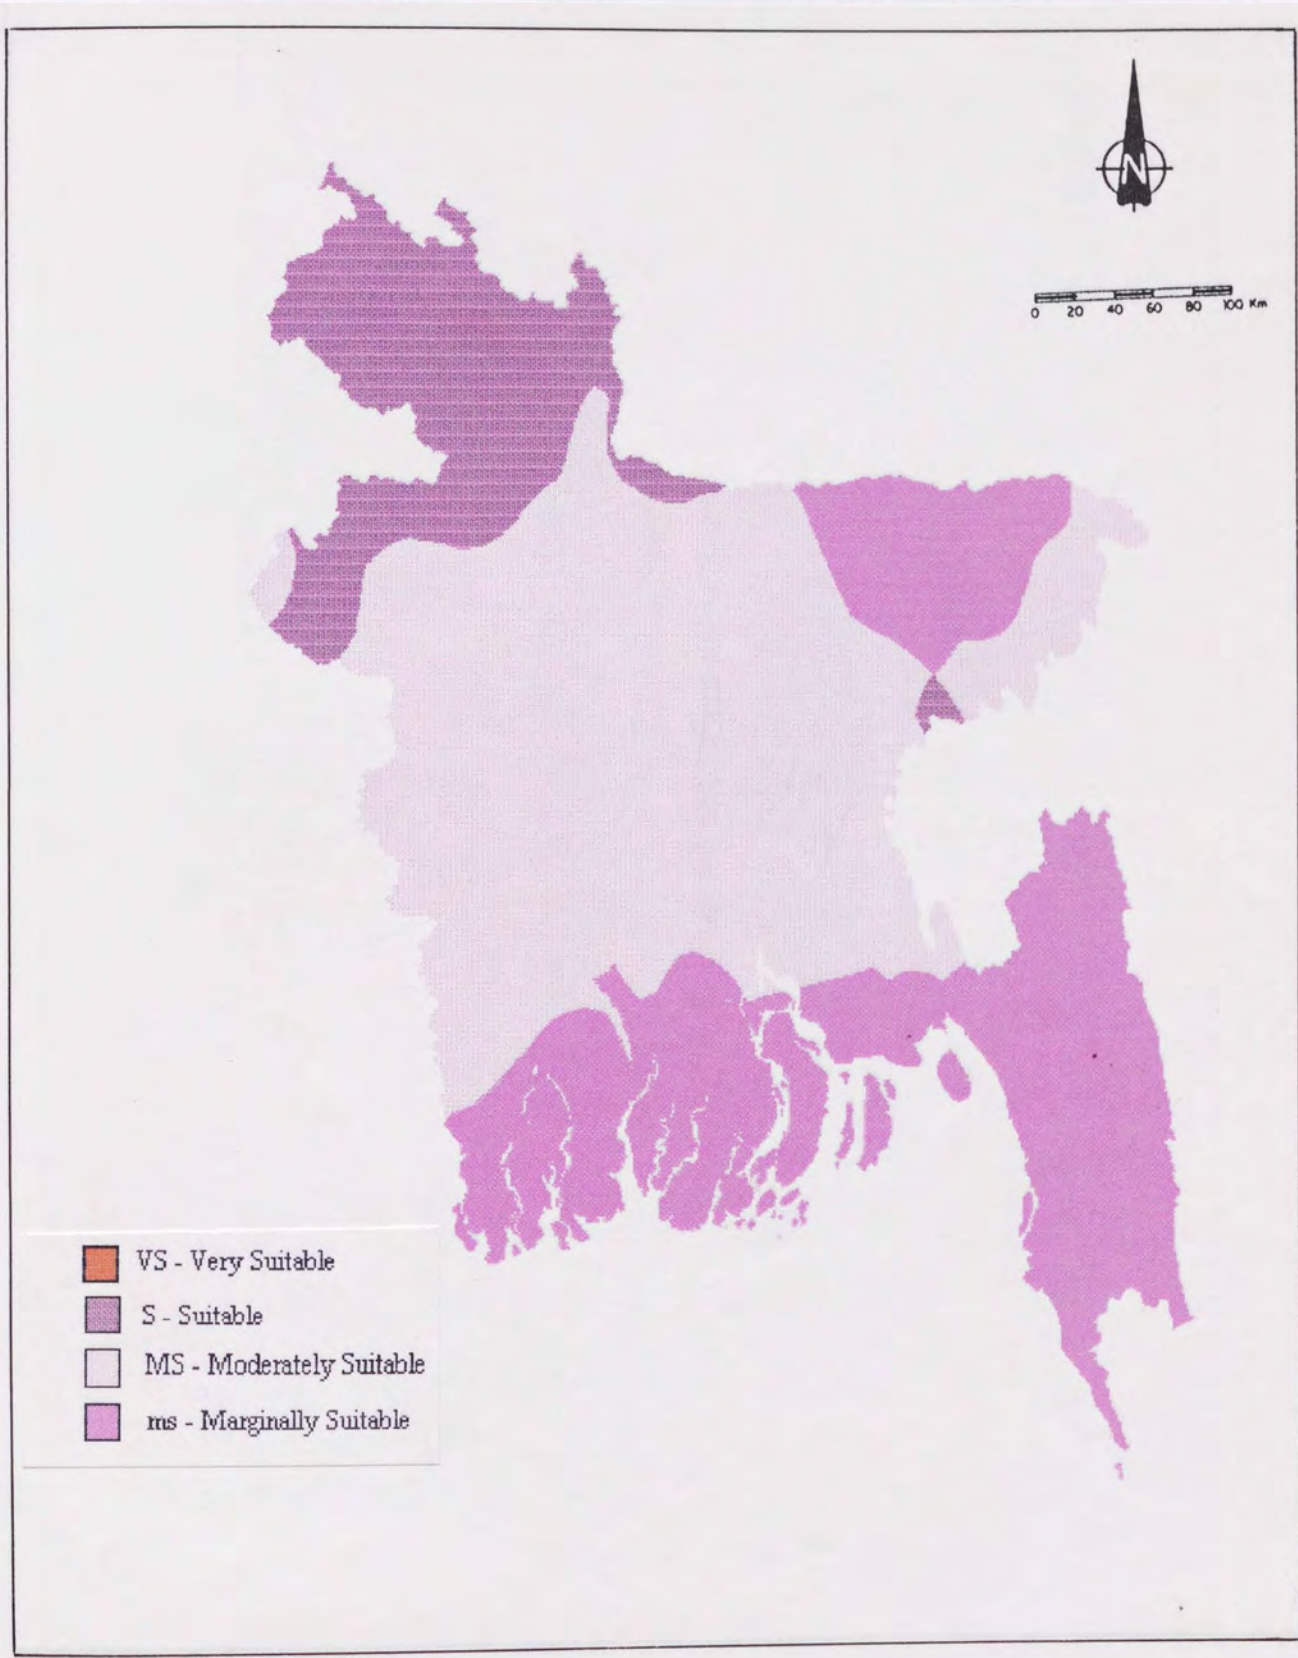 N
0 20 40 60 80 100 Km
VS - Very Suitable
S - Suitable
MS - Moderately Suitable
ms - Marginally Suitable